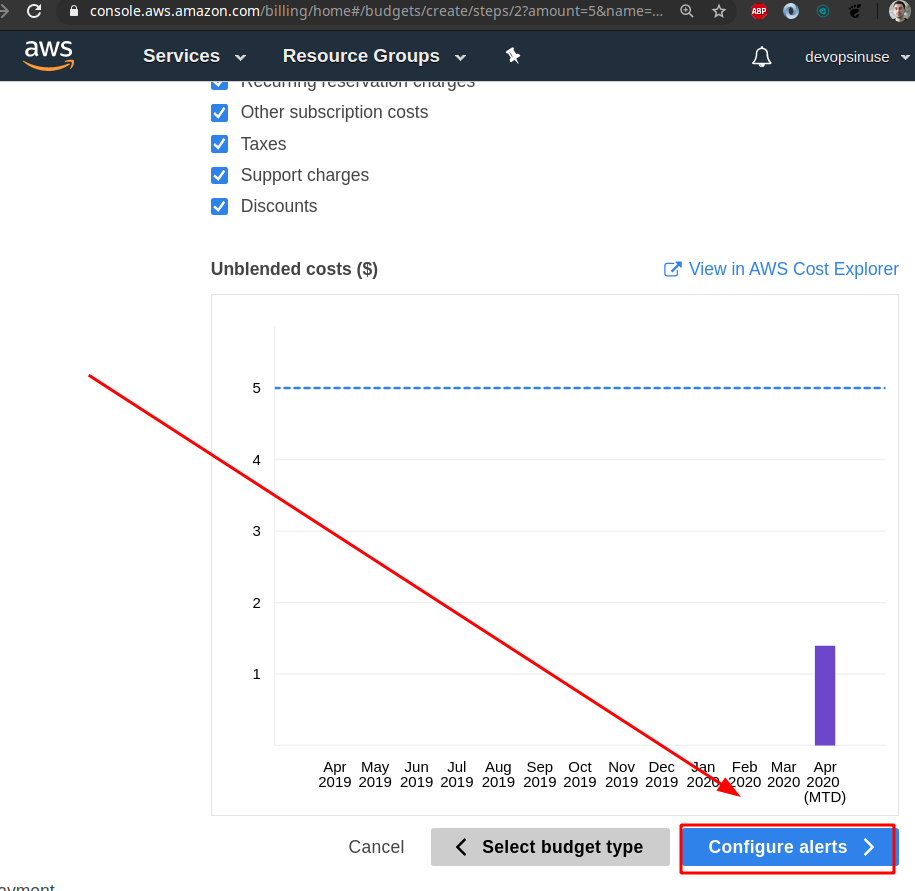 console.aws.amazon.com/billing/home#/budgets/create/steps/2?amount=5&name=...
ABP
aws
Services
Resource Groups
devopsinuse
Recurring reservation charges
Other subscription costs
Taxes
Support charges
Discounts
Unblended costs ($)
View in AWS Cost Explorer
5
4
3
2
1
Apr May Jun Jul Aug Sep Oct Nov Dec Jan Feb Mar Apr
2019 2019 2019 2019 2019 2019 2019 2019 2019 2020 2020 2020 2020
(MTD)
Cancel
Select budget type
Configure alerts